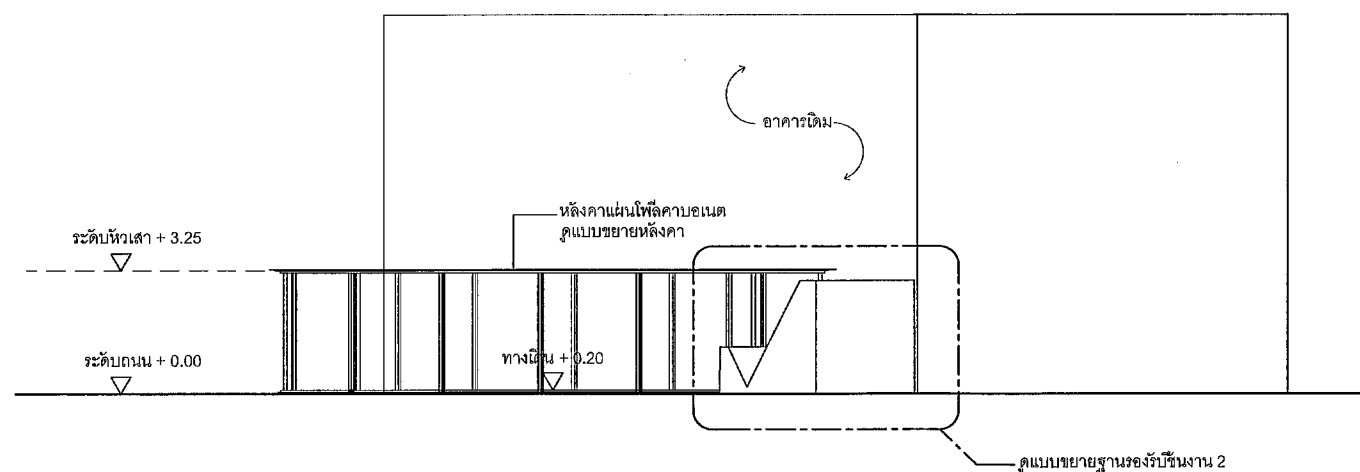 อาคารเดิม
หลังคาแผ่นโพลีคาบอเนต
ดูแบบขยายหลังคา
ระดับหัวเสา + 3.25
ระดับถนน + 0.00
ทางเดิน + 0.20
ดูแบบขยายฐานรองรับชิ้นงาน 2